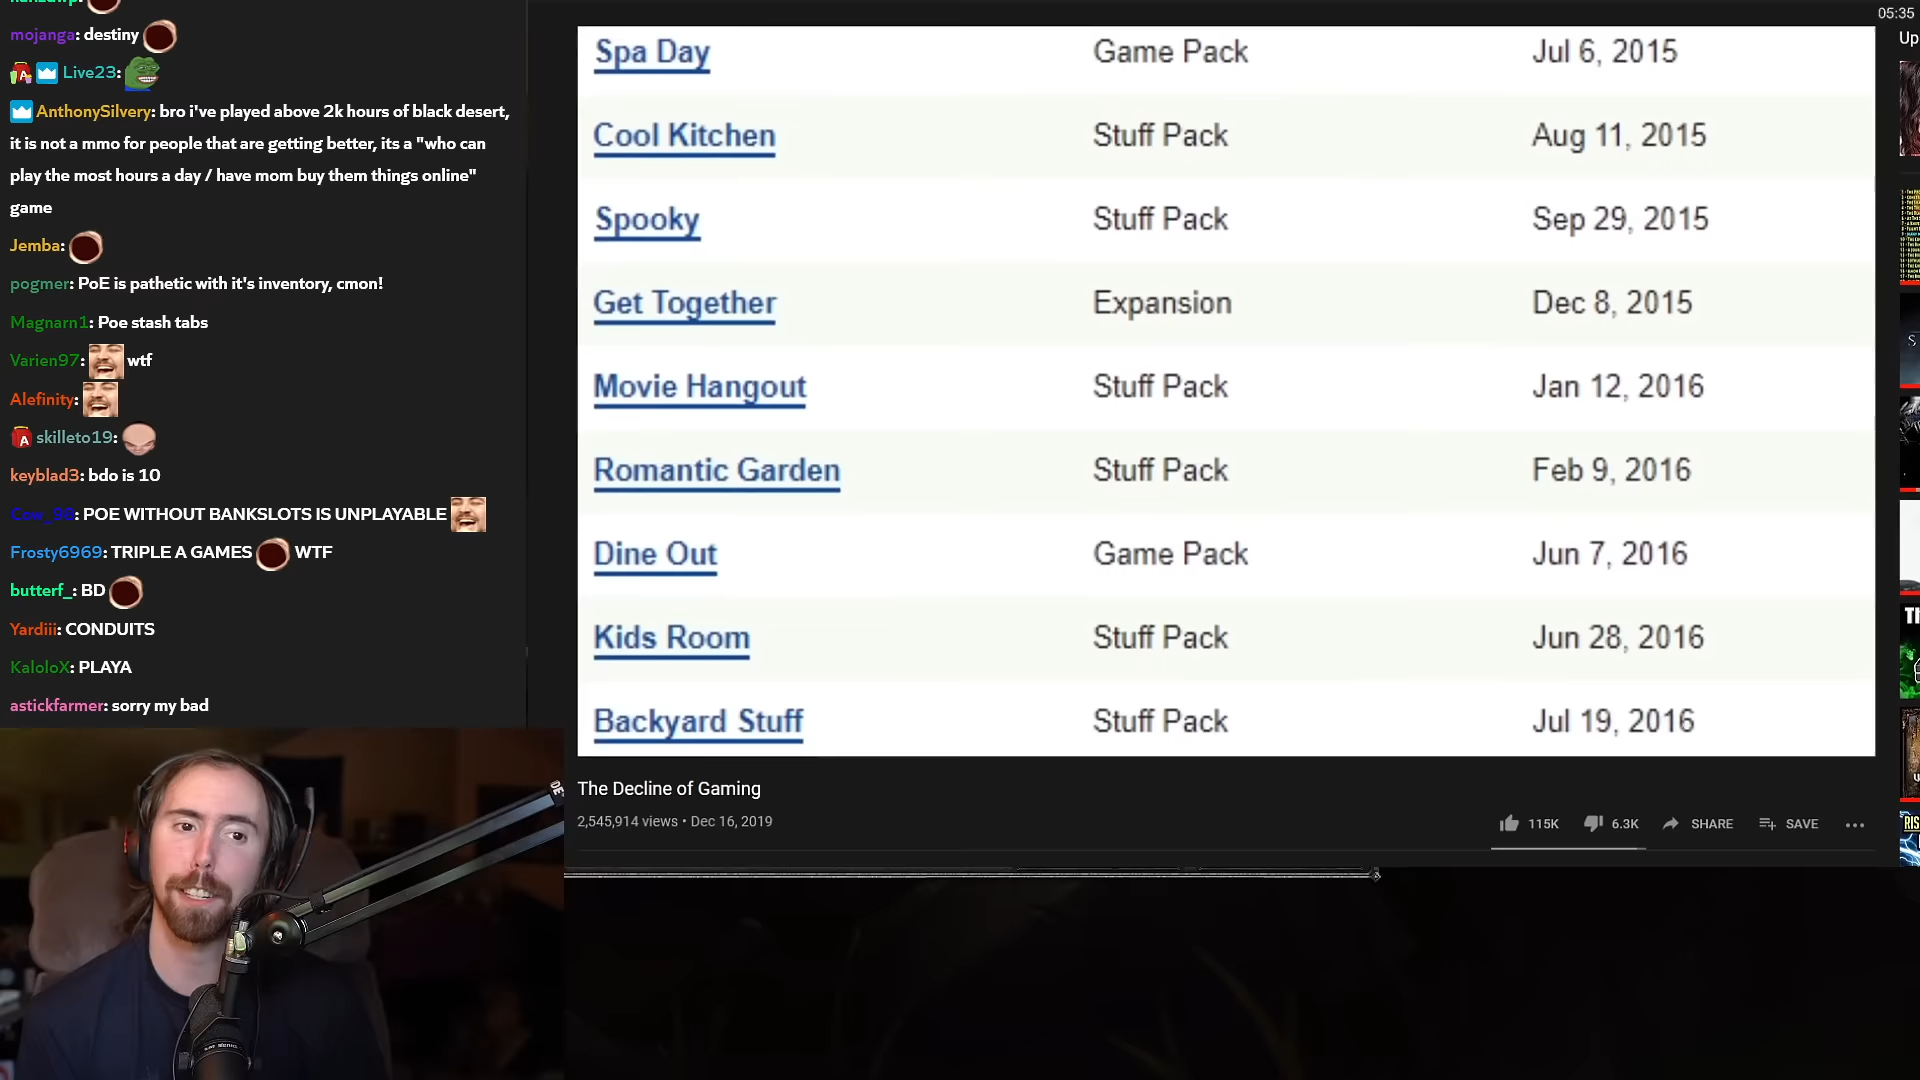 mojanga: destiny
Live23:
AnthonySilvery: bro i've played above 2k hours of black desert,
it is not a mmo for people that are getting better, its a "who can
play the most hours a day / have mom buy them things online"
game
Jemba:
pogmer: PoE is pathetic with it's inventory, cmon!
Magnarn1: Poe stash tabs
Varien97: wtf
Alefinity:
skilleto19:
keyblad3: bdo is 10
Cow_98: POE WITHOUT BANKSLOTS IS UNPLAYABLE
Frosty6969: TRIPLE A GAMES WTF
butterf_: BD
Yardiii: CONDUITS
KaloloX: PLAYA
astickfarmer: sorry my bad
05:35
Up
Spa Day Game Pack Jul 6, 2015
Cool Kitchen Stuff Pack Aug 11, 2015
Spooky Stuff Pack Sep 29, 2015
Get Together Expansion Dec 8, 2015
Movie Hangout Stuff Pack Jan 12, 2016
Romantic Garden Stuff Pack Feb 9, 2016
Dine Out Game Pack Jun 7, 2016
Kids Room Stuff Pack Jun 28, 2016
Backyard Stuff Stuff Pack Jul 19, 2016
The Decline of Gaming
2,545,914 views • Dec 16, 2019
115K 6.3K SHARE SAVE